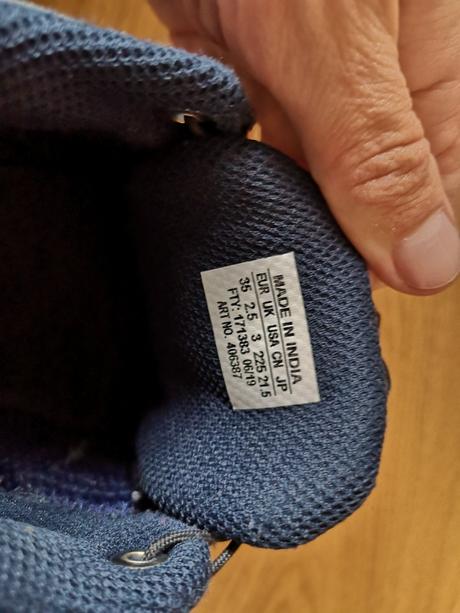 MADE IN INDIA
EUR UK USA CN JP
35 2.5 3 225 21.5
FTY: 171383 06/19
ART NO. 406387